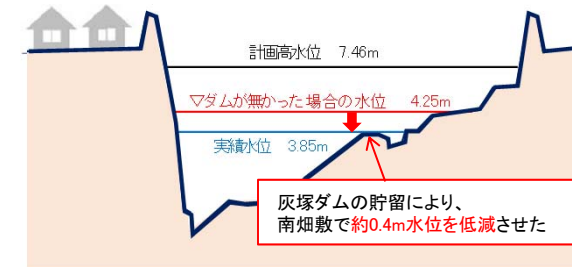 計画高水位 7.46m
▽ダムが無かった場合の水位 4.25m
実績水位 3.85m
灰塚ダムの貯留により、
南畑敷で約0.4m水位を低減させた